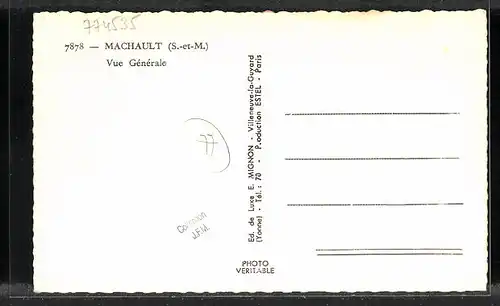 774535
7878 — MACHAULT (S.-et-M.)
Vue Générale
77
Collection
J.F.M.
Ed. de Luxe E. MIGNON - Villeneuve-la-Guyard
(Yonne) - Tél. : 70 - Production ESTEL - Paris
PHOTO
VERITABLE